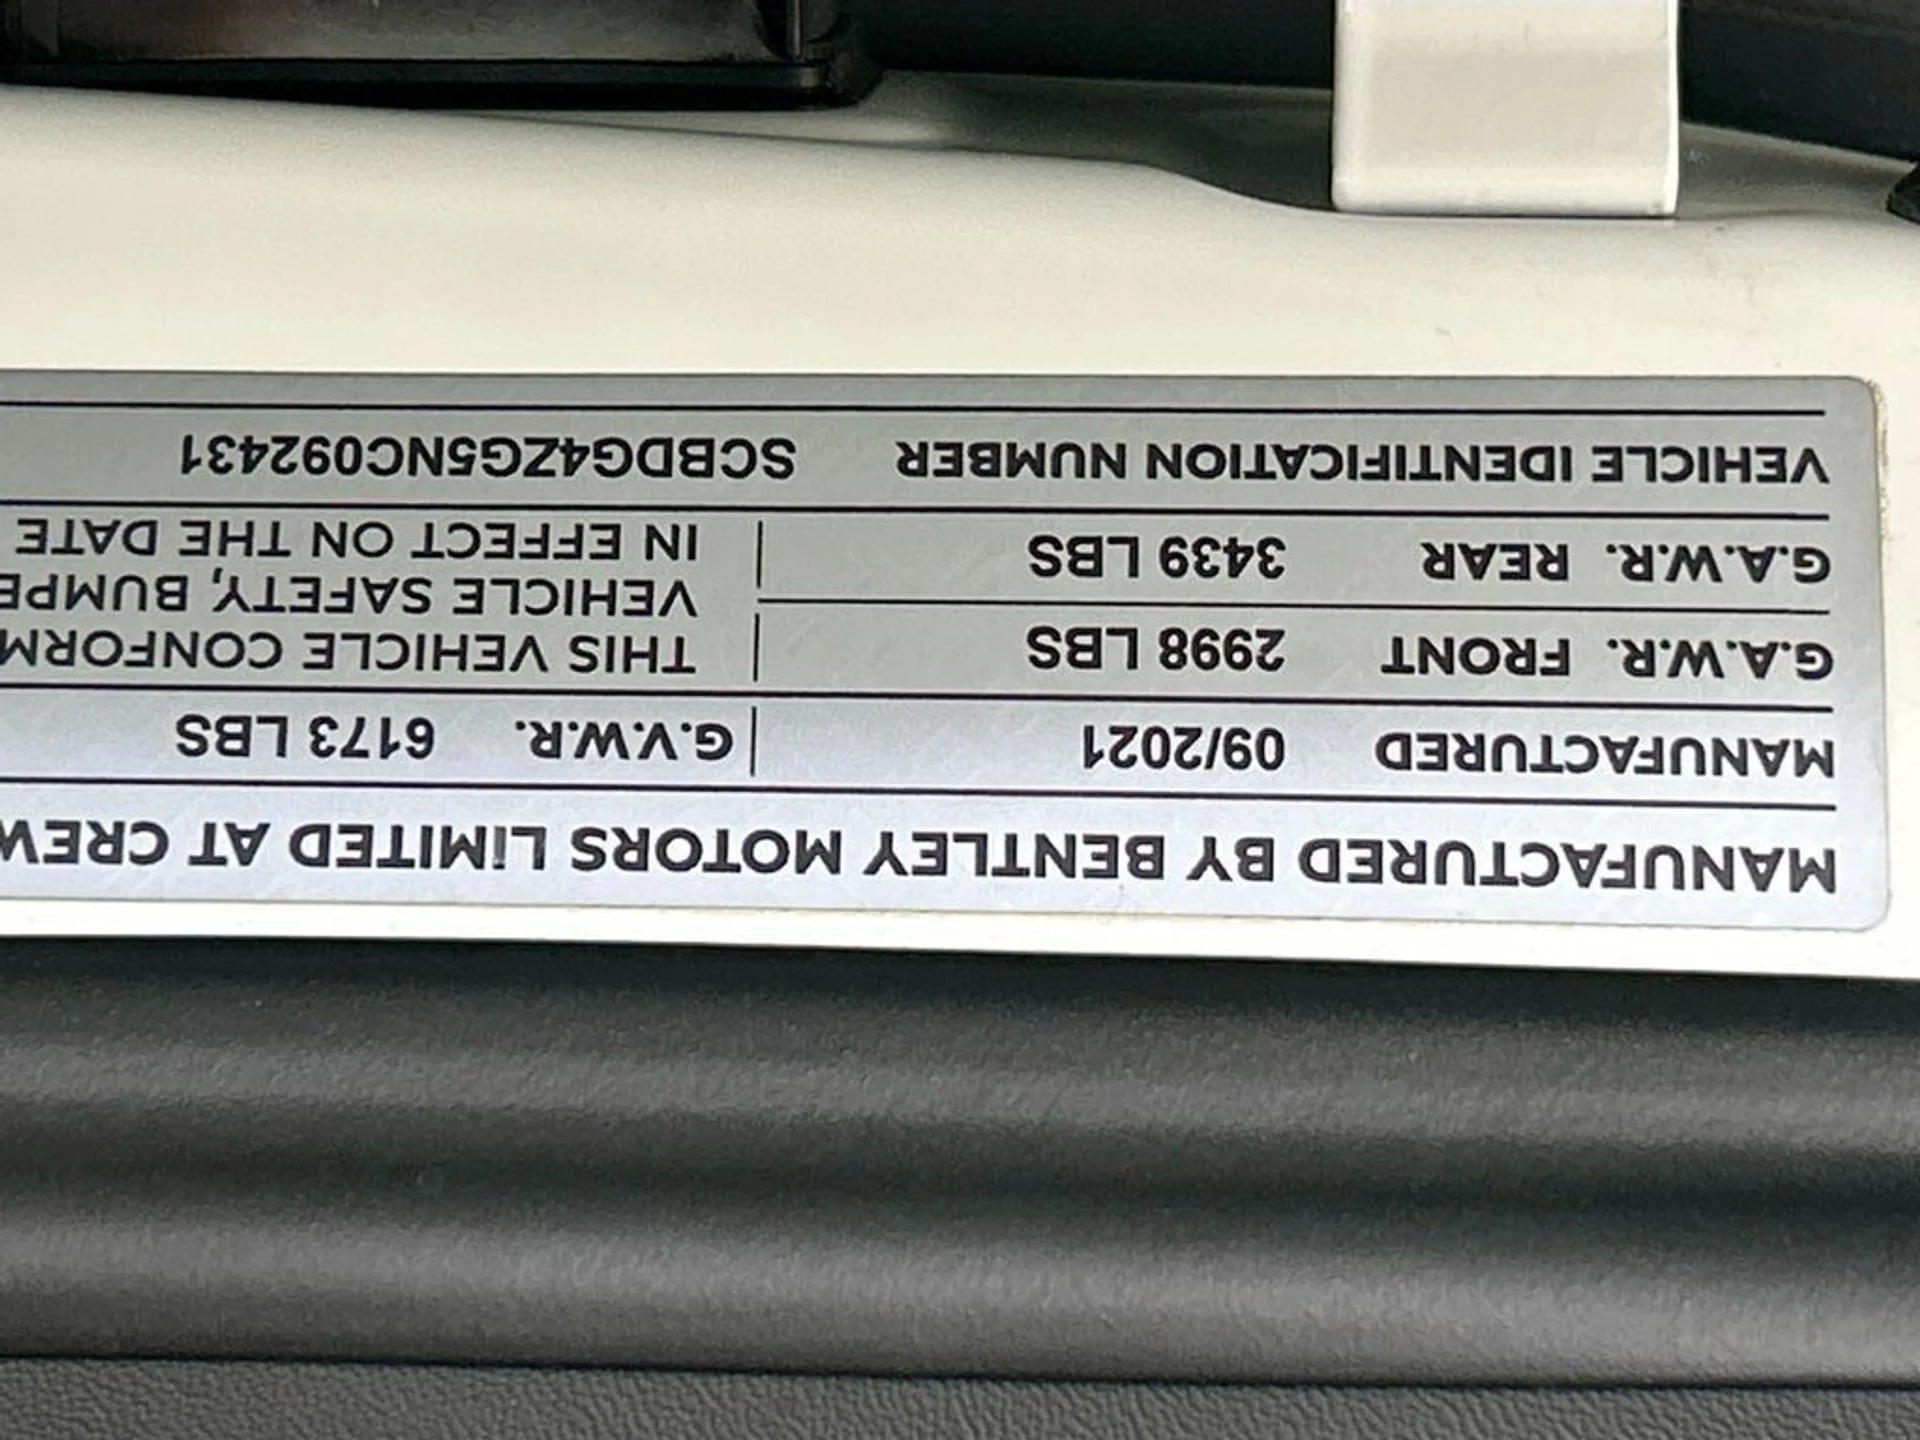 MANUFACTURED BY BENTLEY MOTORS LIMITED AT CREW
MANUFACTURED 09/2021 G.V.W.R. 6173 LBS
G.A.W.R. FRONT 2998 LBS
G.A.W.R. REAR 3439 LBS
THIS VEHICLE CONFORM
VEHICLE SAFETY, BUMPE
IN EFFECT ON THE DATE
VEHICLE IDENTIFICATION NUMBER SCBDG4ZG5NC092431